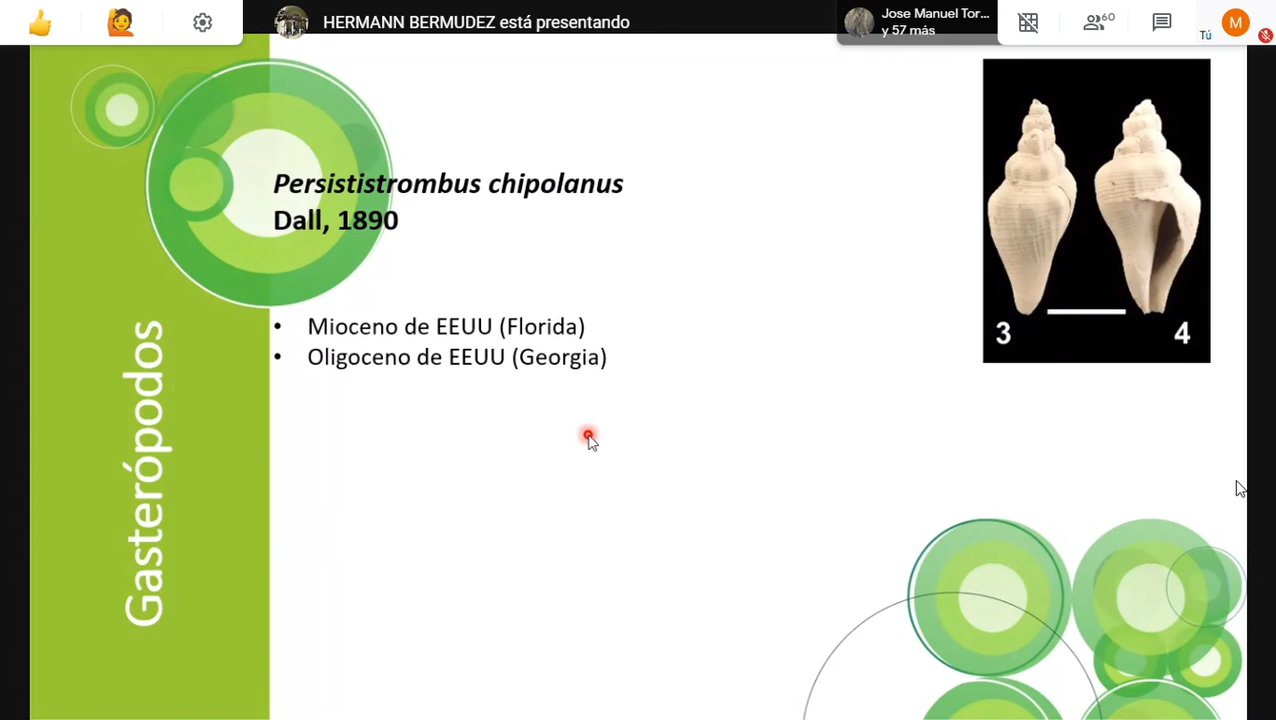 HERMANN BERMUDEZ está presentando
Jose Manuel Tor...
y 57 más
60
Tú
M
Persististrombus chipolanus
Dall, 1890
• Mioceno de EEUU (Florida)
• Oligoceno de EEUU (Georgia)
Gasterópodos
3 4